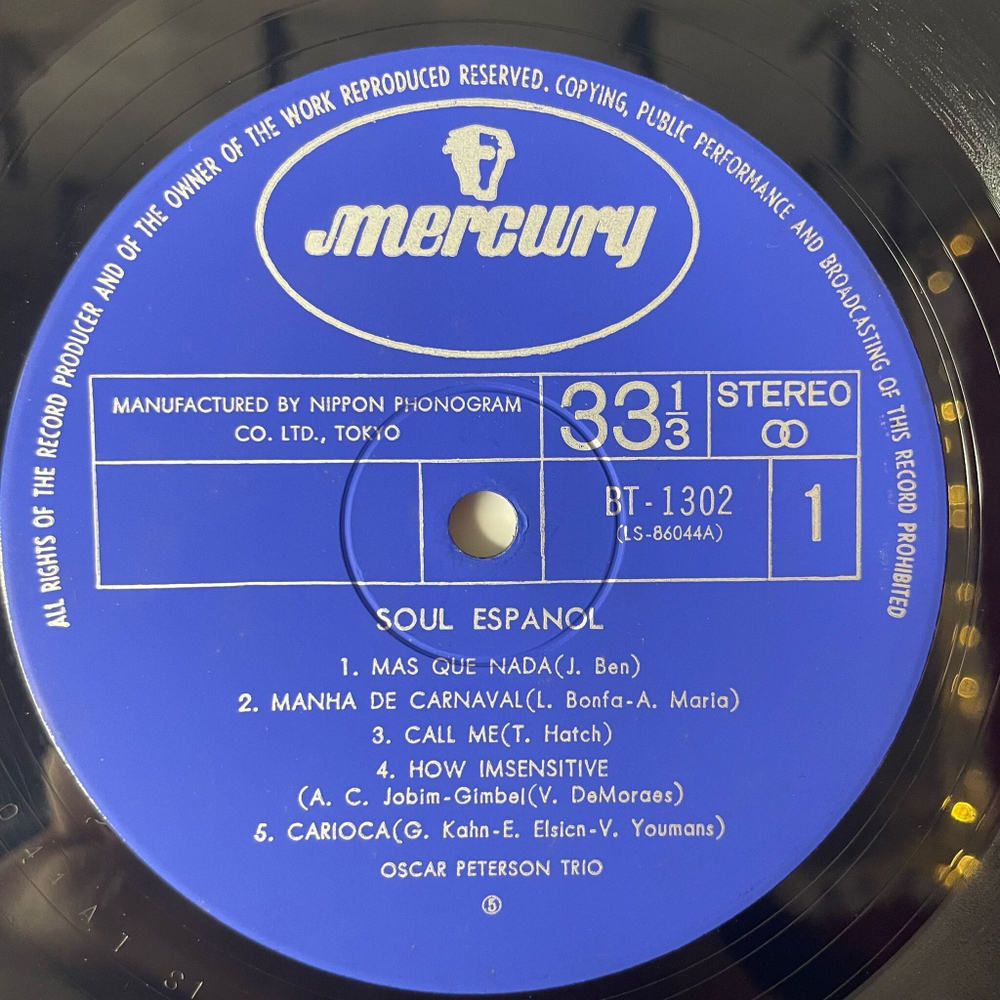 ALL RIGHTS OF THE RECORD PRODUCER AND OF THE OWNER OF THE WORK REPRODUCED RESERVED. COPYING, PUBLIC PERFORMANCE AND BROADCASTING OF THIS RECORD PROHIBITED
mercury
MANUFACTURED BY NIPPON PHONOGRAM
CO. LTD., TOKYO
33 1/3
STEREO
BT-1302
(LS-86044A)
1
SOUL ESPANOL
1. MAS QUE NADA(J. Ben)
2. MANHA DE CARNAVAL(L. Bonfa-A. Maria)
3. CALL ME(T. Hatch)
4. HOW IMSENSITIVE
(A. C. Jobim-Gimbel(V. DeMoraes)
5. CARIOCA(G. Kahn-E. Elsicn-V. Youmans)
OSCAR PETERSON TRIO
⑤